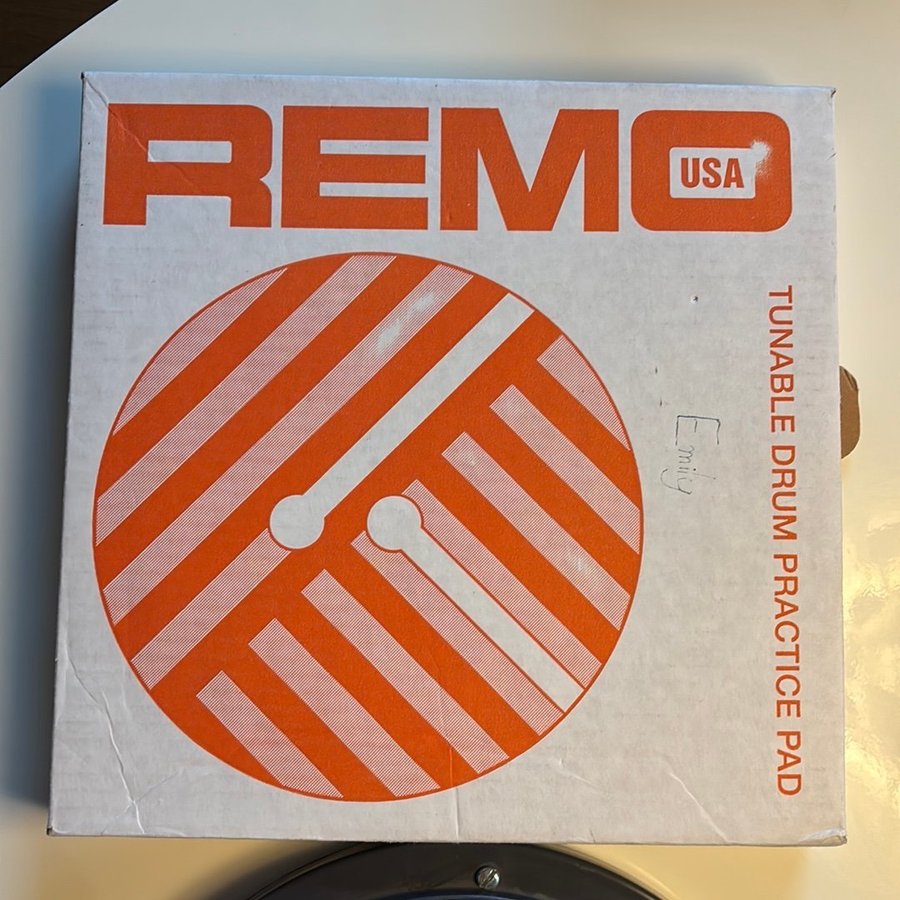 REMO
USA
TUNABLE DRUM PRACTICE PAD
Emily